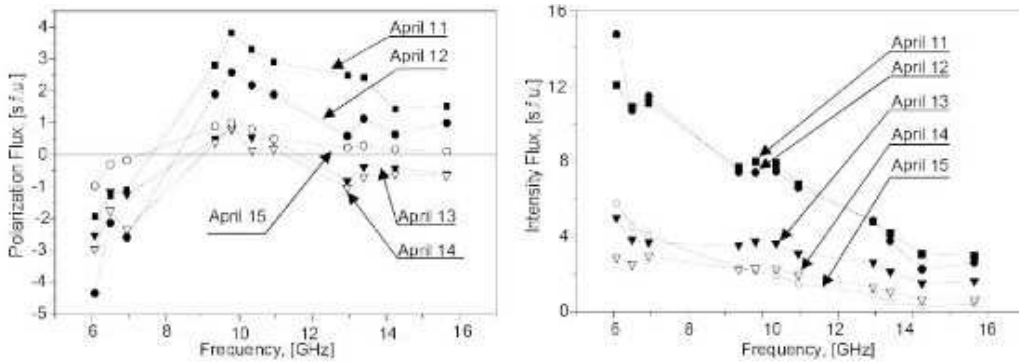 4
3
2
1
0
-1
-2
-3
-4
-5
Polarization Flux, [s.f.u.]
April 11
April 12
April 15
April 13
April 14
6
8
10
12
14
16
Frequency, [GHz]
16
12
8
4
0
Intensity Flux, [s.f.u.]
April 11
April 12
April 13
April 14
April 15
6
8
10
12
14
16
Frequency, [GHz]